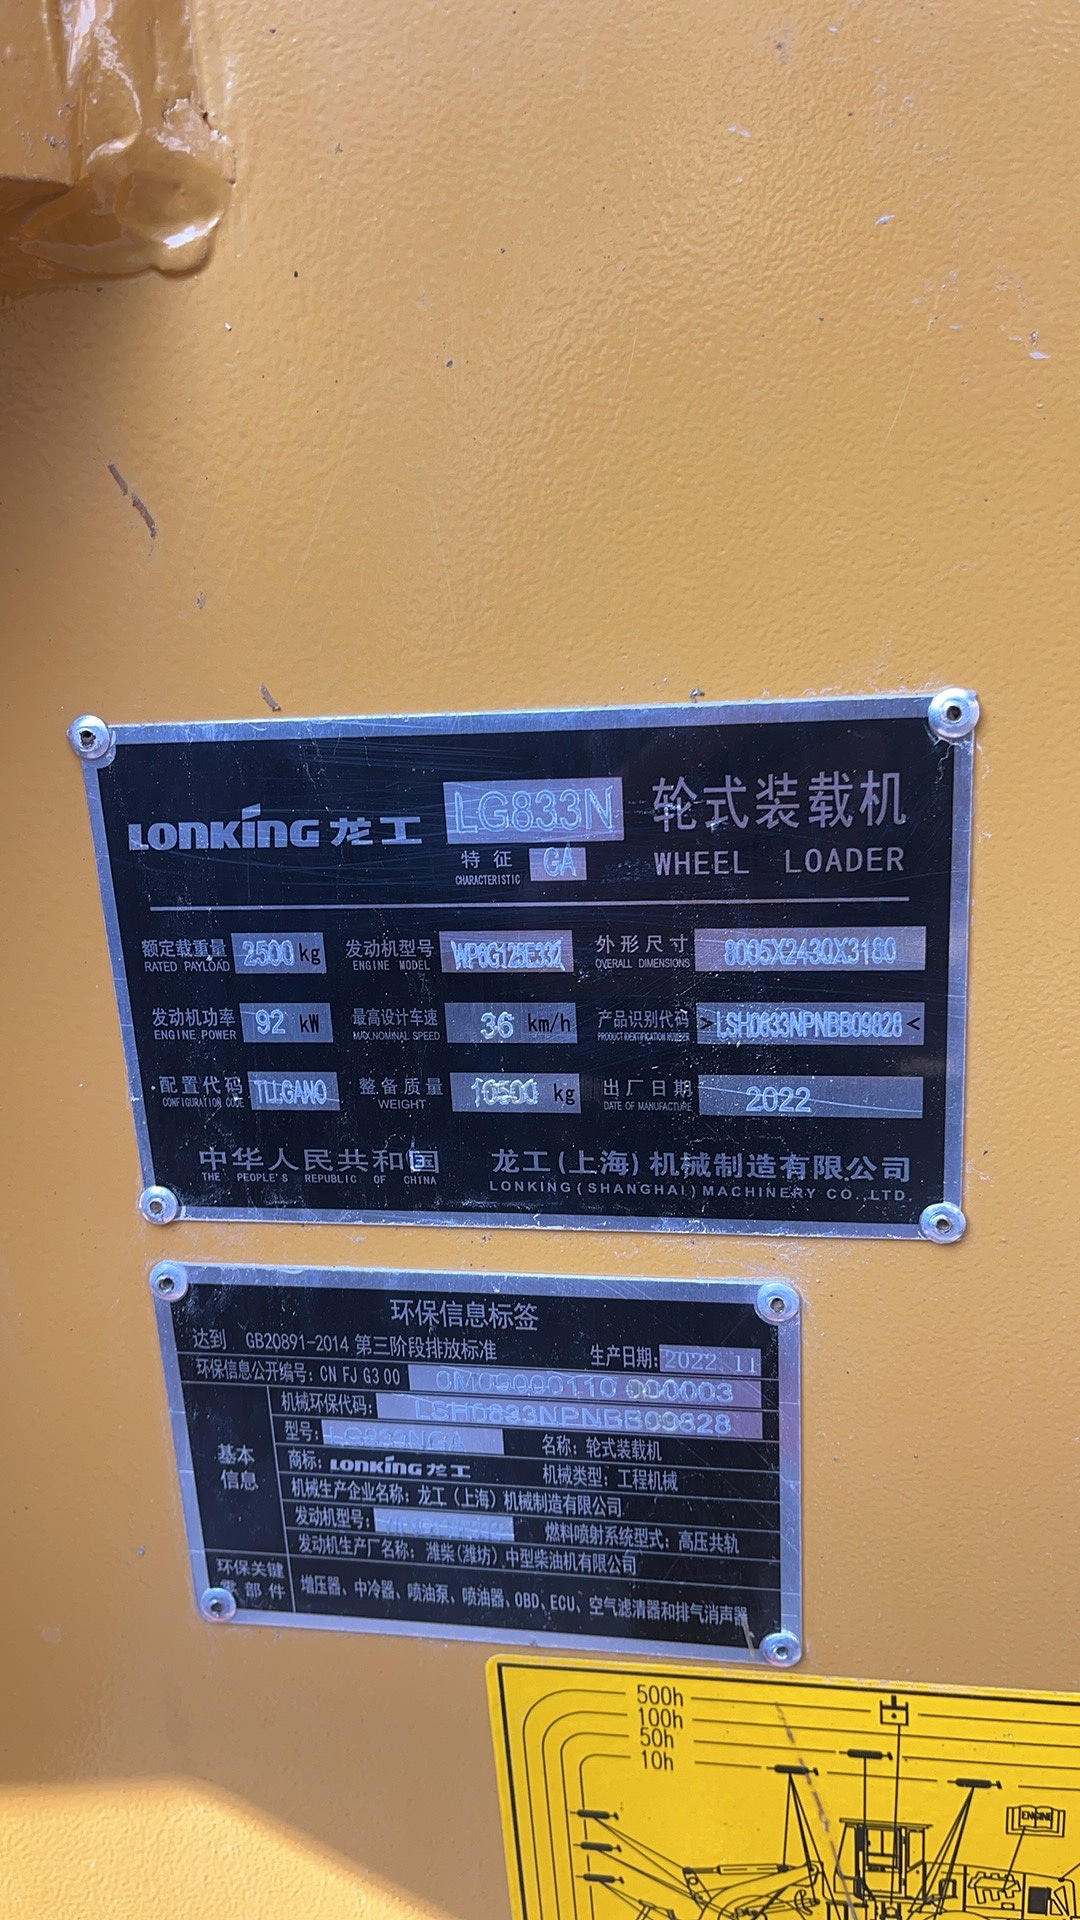 LONKING 龙工 LG833N 轮式装载机
特征 GA WHEEL LOADER
CHARACTERISTIC
额定载重量 2500 kg 发动机型号 WP6G125E332 外形尺寸 8095X2430X3180
RATED PAYLOAD ENGINE MODEL OVERALL DIMENSIONS
发动机功率 92 kW 最高设计车速 36 km/h 产品识别代码 >LSH0833NPNBB09828<
ENGINE POWER MAX.NOMINAL SPEED PRODUCT IDENTIFICATION NUMBER
配置代码 整备质量 10500 kg 出厂日期 2022
CONFIGURATION CODE WEIGHT DATE OF MANUFACTURE
中华人民共和国 龙工(上海)机械制造有限公司
THE PEOPLE'S REPUBLIC OF CHINA LONKING(SHANGHAI)MACHINERY CO.,LTD.
环保信息标签
达到 GB20891-2014 第三阶段排放标准
生产日期: 2022 11
环保信息公开编号: CN FJ G3 00 0M09000110 000003
机械环保代码: LSH0833NPNBB09828
型号: LG833NGA 名称: 轮式装载机
基本信息
商标: LONKING 龙工 机械类型: 工程机械
机械生产企业名称: 龙工(上海)机械制造有限公司
发动机型号: 燃料喷射系统型式: 高压共轨
发动机生产厂名称: 潍柴(潍坊)中型柴油机有限公司
环保关键零部件 增压器、中冷器、喷油泵、喷油器、OBD、ECU、空气滤清器和排气消声器
500h
100h
50h
10h
ENGINE